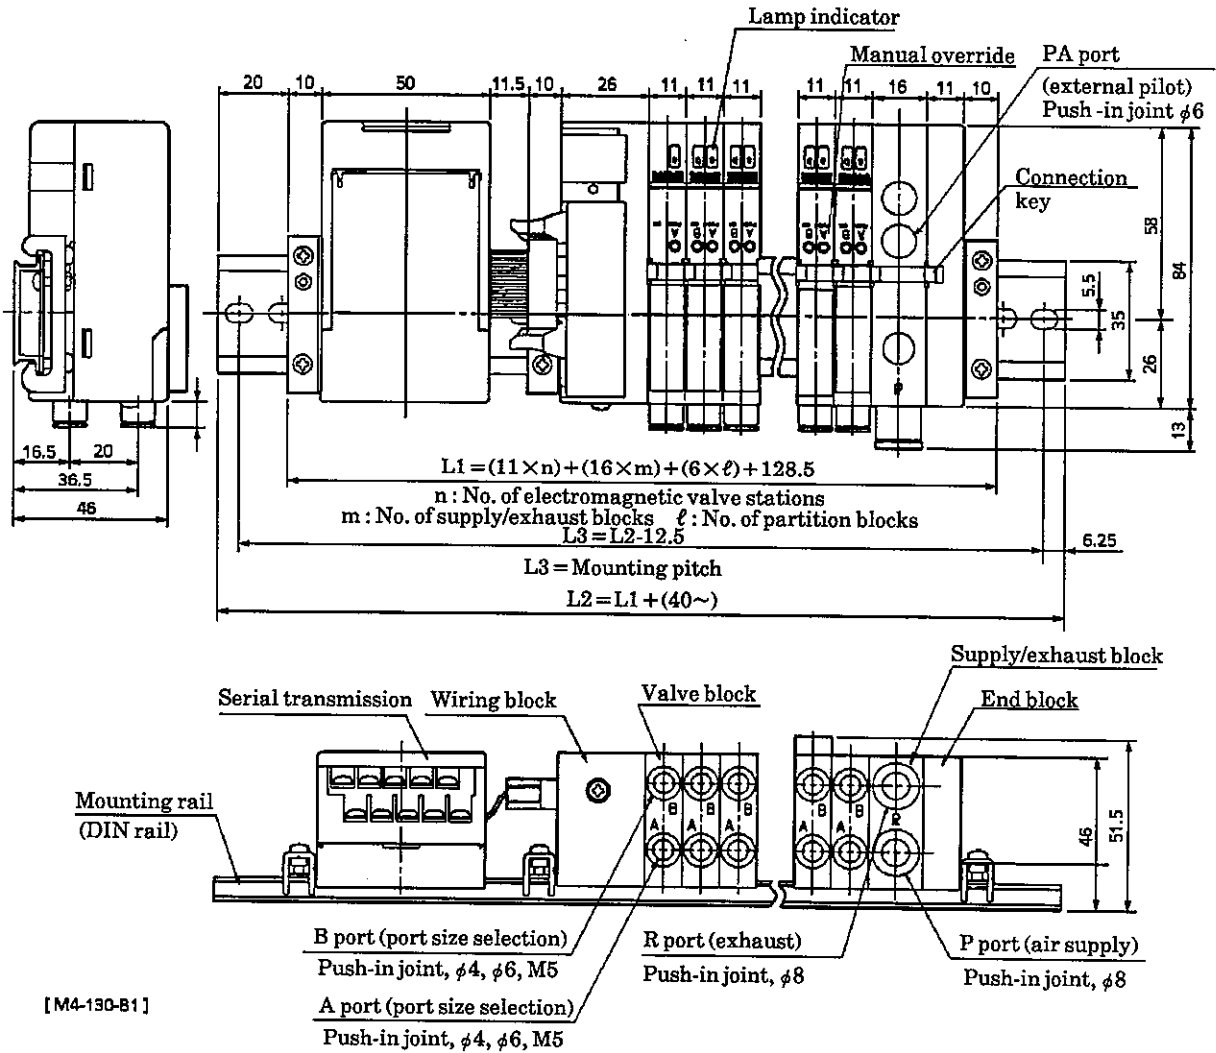 Lamp indicator
Manual override
PA port
(external pilot)
Push-in joint φ6
20
10
50
11.5
10
26
11
11
11
11
11
16
11
10
Connection
key
58
84
5.5
35
26
13
16.5
20
36.5
46
L1=(11×n)+(16×m)+(6×ℓ)+128.5
n : No. of electromagnetic valve stations
m : No. of supply/exhaust blocks ℓ : No. of partition blocks
L3=L2-12.5
6.25
L3=Mounting pitch
L2=L1+(40~)
Supply/exhaust block
Serial transmission
Wiring block
Valve block
End block
Mounting rail
(DIN rail)
B
B
B
B
R
A
A
A
A
A
46
51.5
B port (port size selection)
Push-in joint, φ4, φ6, M5
R port (exhaust)
Push-in joint, φ8
P port (air supply)
Push-in joint, φ8
A port (port size selection)
Push-in joint, φ4, φ6, M5
[M4-130-B1]